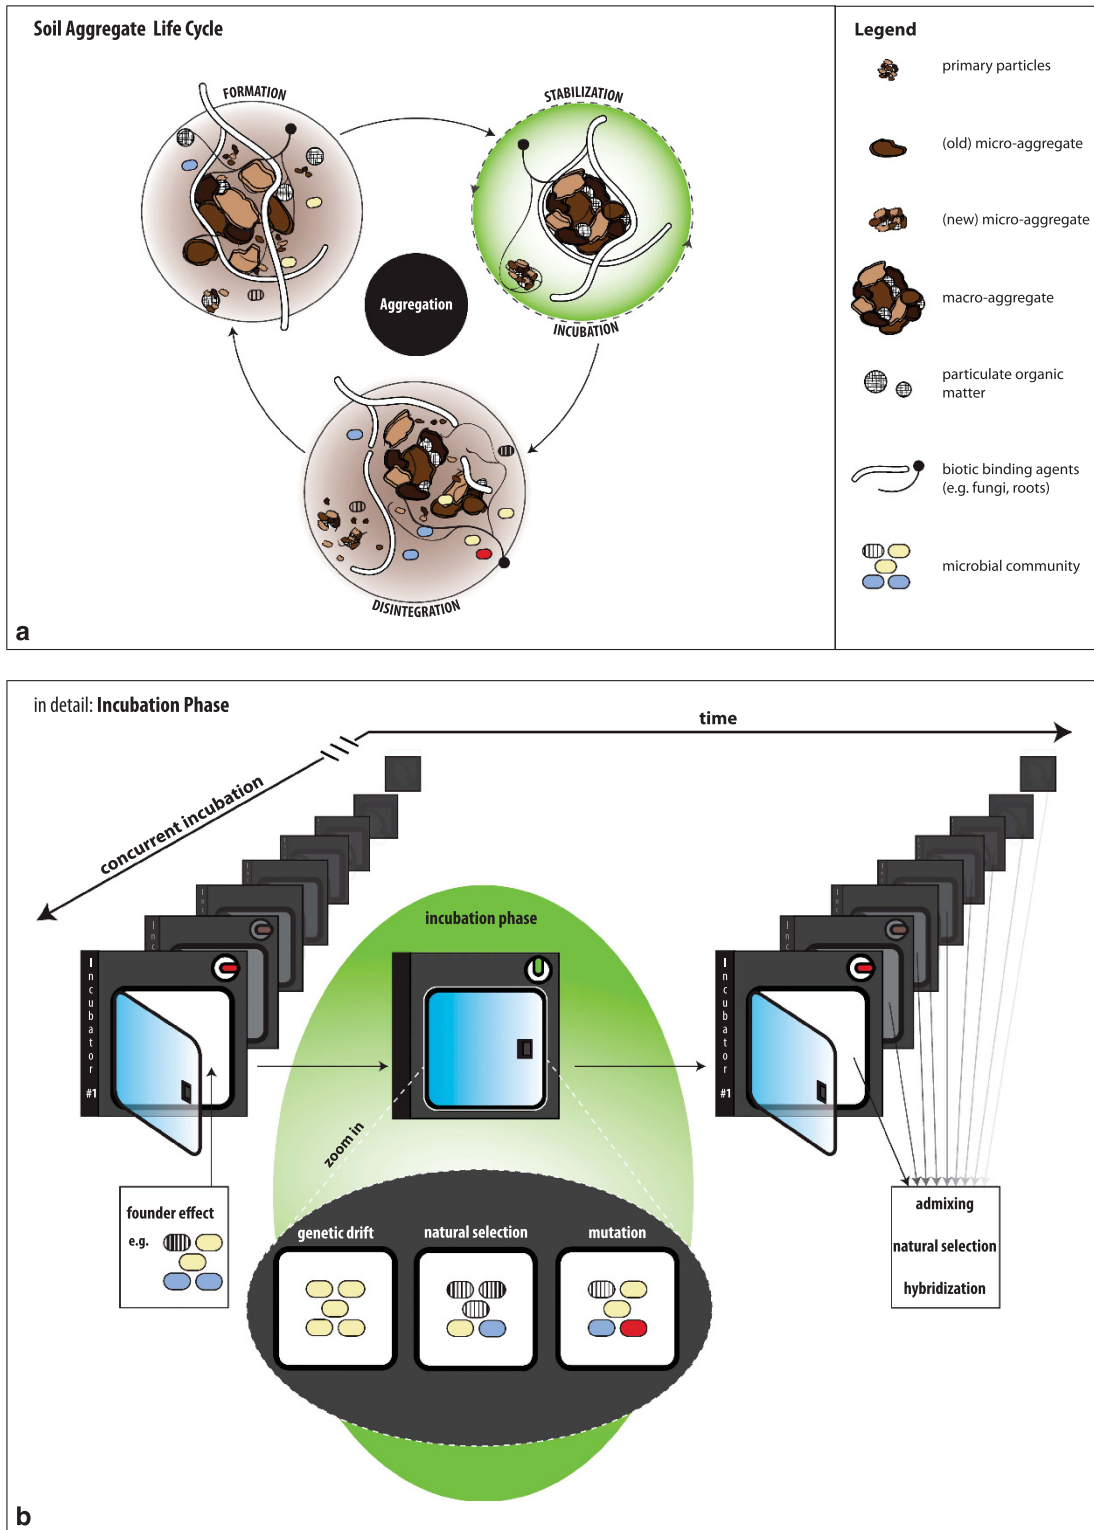 Soil Aggregate Life Cycle
FORMATION
STABILIZATION
Aggregation
INCUBATION
DISINTEGRATION
a
Legend
primary particles
(old) micro-aggregate
(new) micro-aggregate
macro-aggregate
particulate organic
matter
biotic binding agents
(e.g. fungi, roots)
microbial community
in detail: Incubation Phase
time
concurrent incubation
incubation phase
Incubator
#1
Incub
Incubator
#1
Incub
zoom in
founder effect
e.g.
genetic drift
natural selection
mutation
admixing
natural selection
hybridization
b